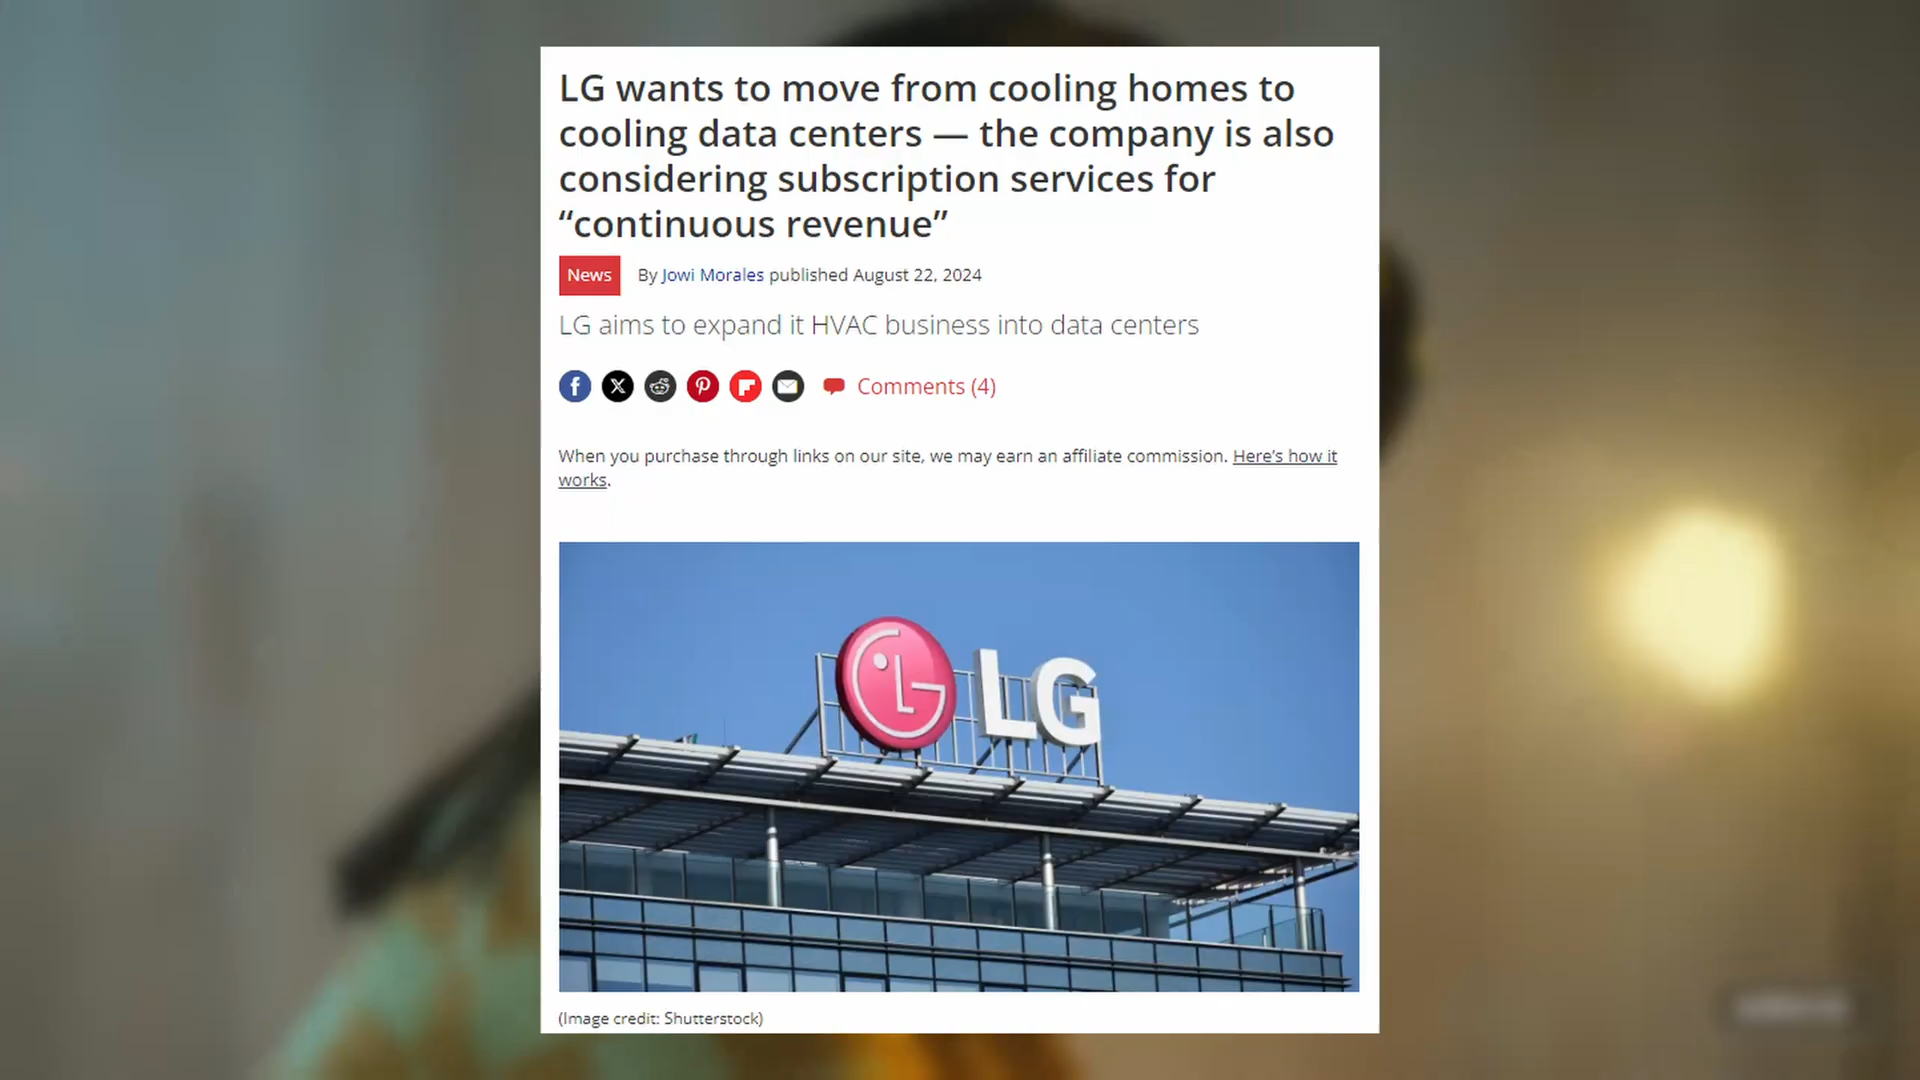 LG wants to move from cooling homes to
cooling data centers — the company is also
considering subscription services for
“continuous revenue”
News
By Jowi Morales published August 22, 2024
LG aims to expand it HVAC business into data centers
Comments (4)
When you purchase through links on our site, we may earn an affiliate commission. Here’s how it
works.
LG
LG
(Image credit: Shutterstock)